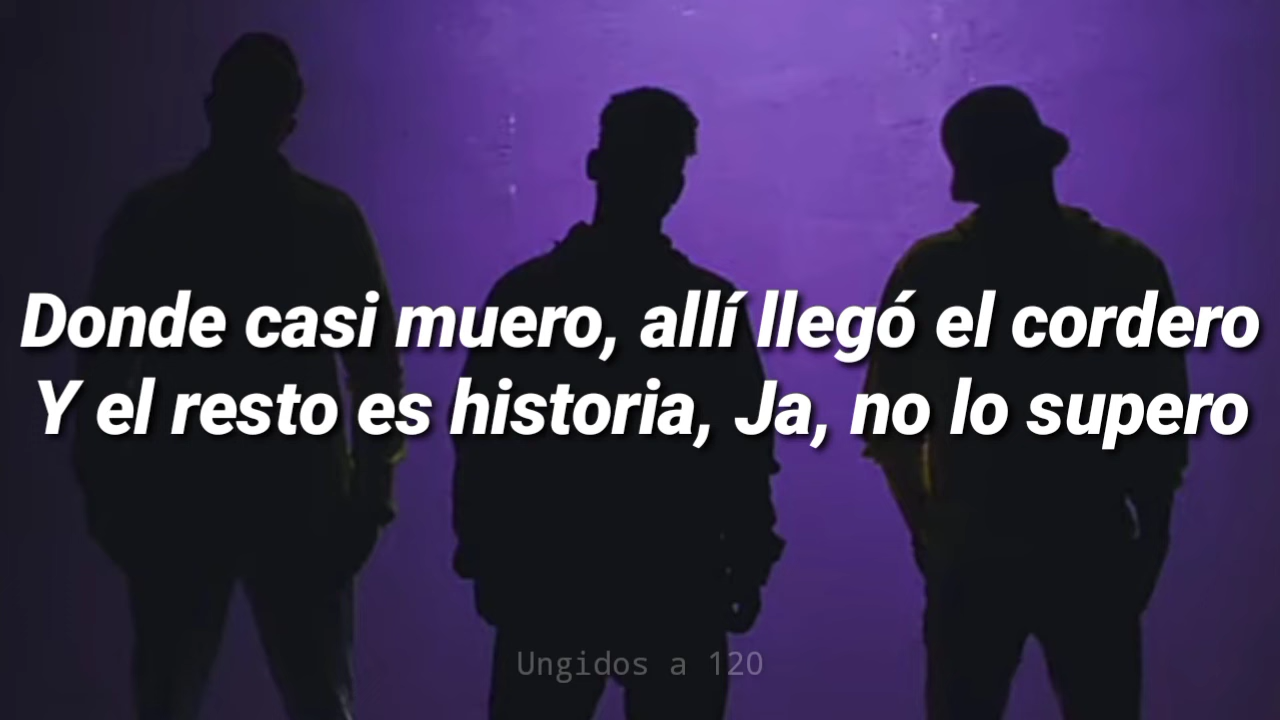 Donde casi muero, allí llegó el cordero
Y el resto es historia, Ja, no lo supero
Ungidos a 120